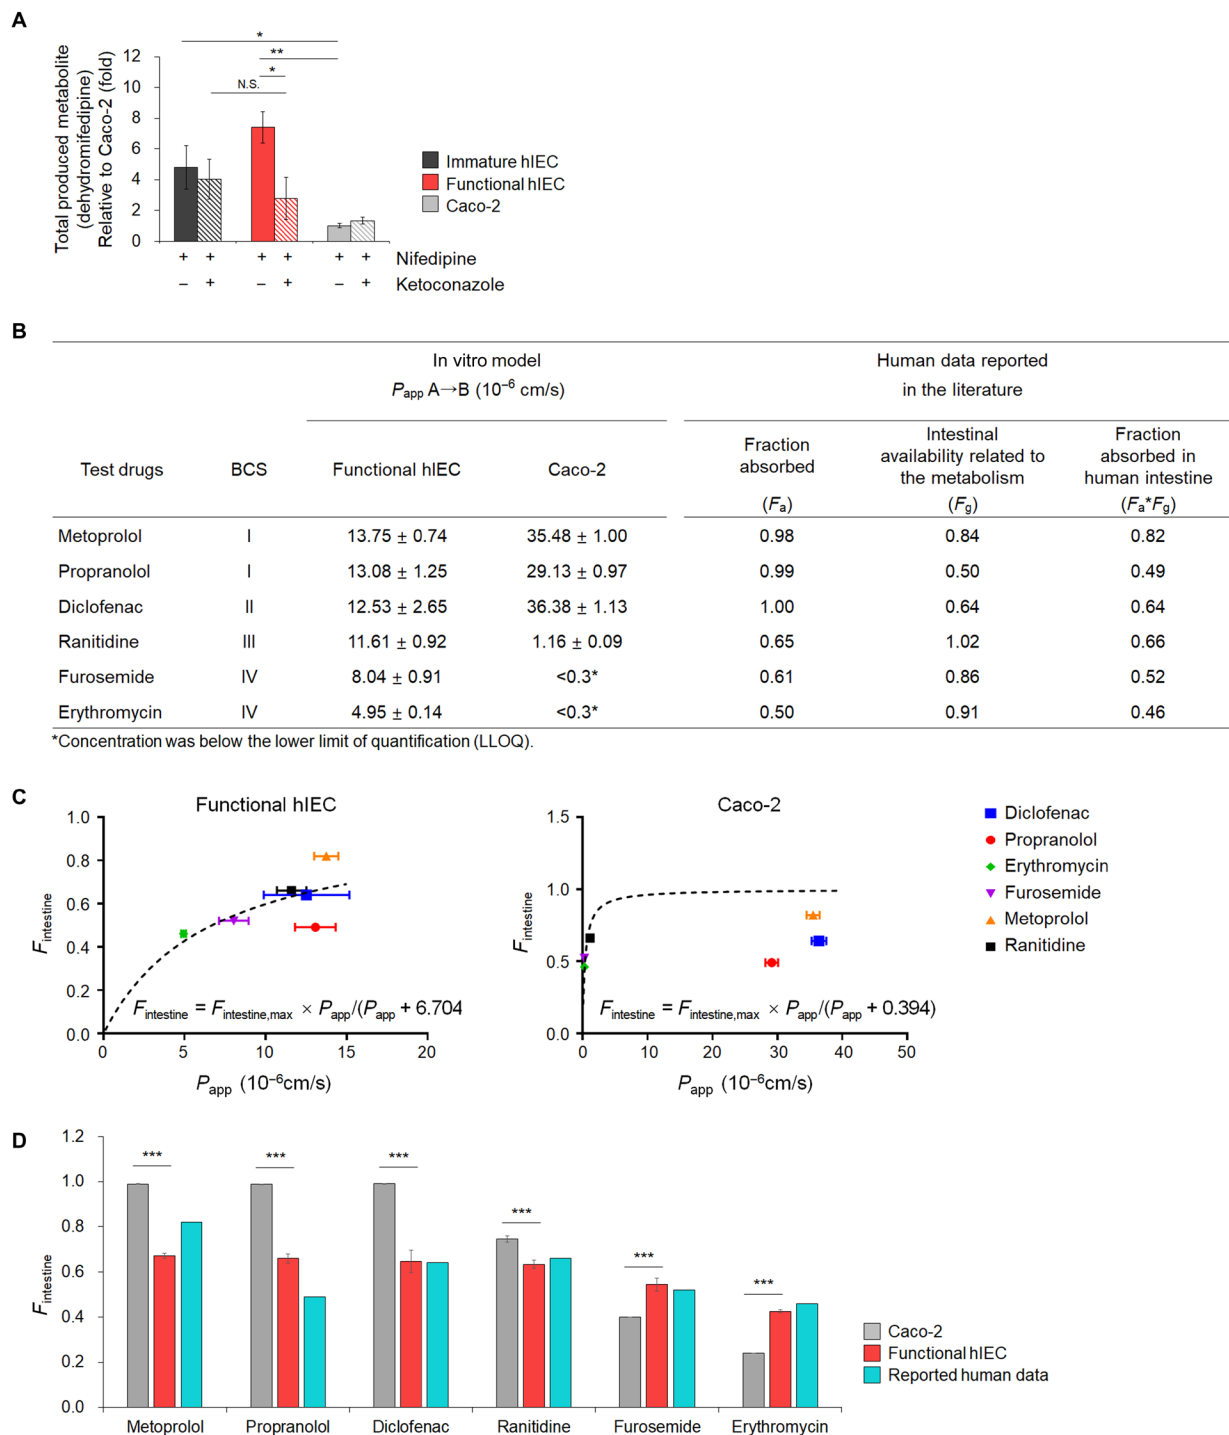 A
Total produced metabolite
(dehydromifedipine)
Relative to Caco-2 (fold)
12
10
8
6
4
2
0
*
**
*
N.S.
Immature hIEC
Functional hIEC
Caco-2
+ + + + + + Nifedipine
– + – + – + Ketoconazole
B
In vitro model
Human data reported
Papp A→B (10⁻⁶ cm/s)
in the literature
Test drugs BCS Functional hIEC Caco-2
Fraction
absorbed
(Fa)
Intestinal
availability related to
the metabolism
(Fg)
Fraction
absorbed in
human intestine
(Fa*Fg)
Metoprolol I 13.75 ± 0.74 35.48 ± 1.00 0.98 0.84 0.82
Propranolol I 13.08 ± 1.25 29.13 ± 0.97 0.99 0.50 0.49
Diclofenac II 12.53 ± 2.65 36.38 ± 1.13 1.00 0.64 0.64
Ranitidine III 11.61 ± 0.92 1.16 ± 0.09 0.65 1.02 0.66
Furosemide IV 8.04 ± 0.91 <0.3* 0.61 0.86 0.52
Erythromycin IV 4.95 ± 0.14 <0.3* 0.50 0.91 0.46
*Concentration was below the lower limit of quantification (LLOQ).
C
Functional hIEC
Fintestine
1.0
0.8
0.6
0.4
0.2
0.0
Fintestine = Fintestine,max × Papp/(Papp + 6.704
0 5 10 15 20
Papp (10⁻⁶cm/s)
Caco-2
Fintestine
1.5
1.0
0.5
0.0
Fintestine = Fintestine,max × Papp/(Papp + 0.394)
0 10 20 30 40 50
Papp (10⁻⁶cm/s)
Diclofenac
Propranolol
Erythromycin
Furosemide
Metoprolol
Ranitidine
D
Fintestine
1.2
1.0
0.8
0.6
0.4
0.2
0.0
*** *** *** *** *** ***
Metoprolol Propranolol Diclofenac Ranitidine Furosemide Erythromycin
Caco-2
Functional hIEC
Reported human data